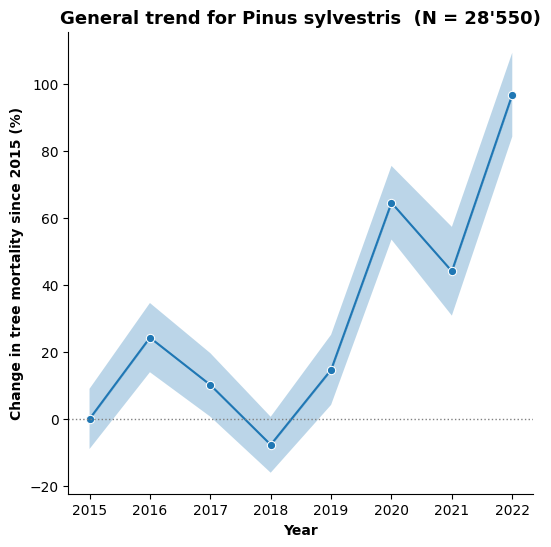 General trend for Pinus sylvestris  (N = 28'550)
Change in tree mortality since 2015 (%)
100
80
60
40
20
0
−20
2015 2016 2017 2018 2019 2020 2021 2022
Year